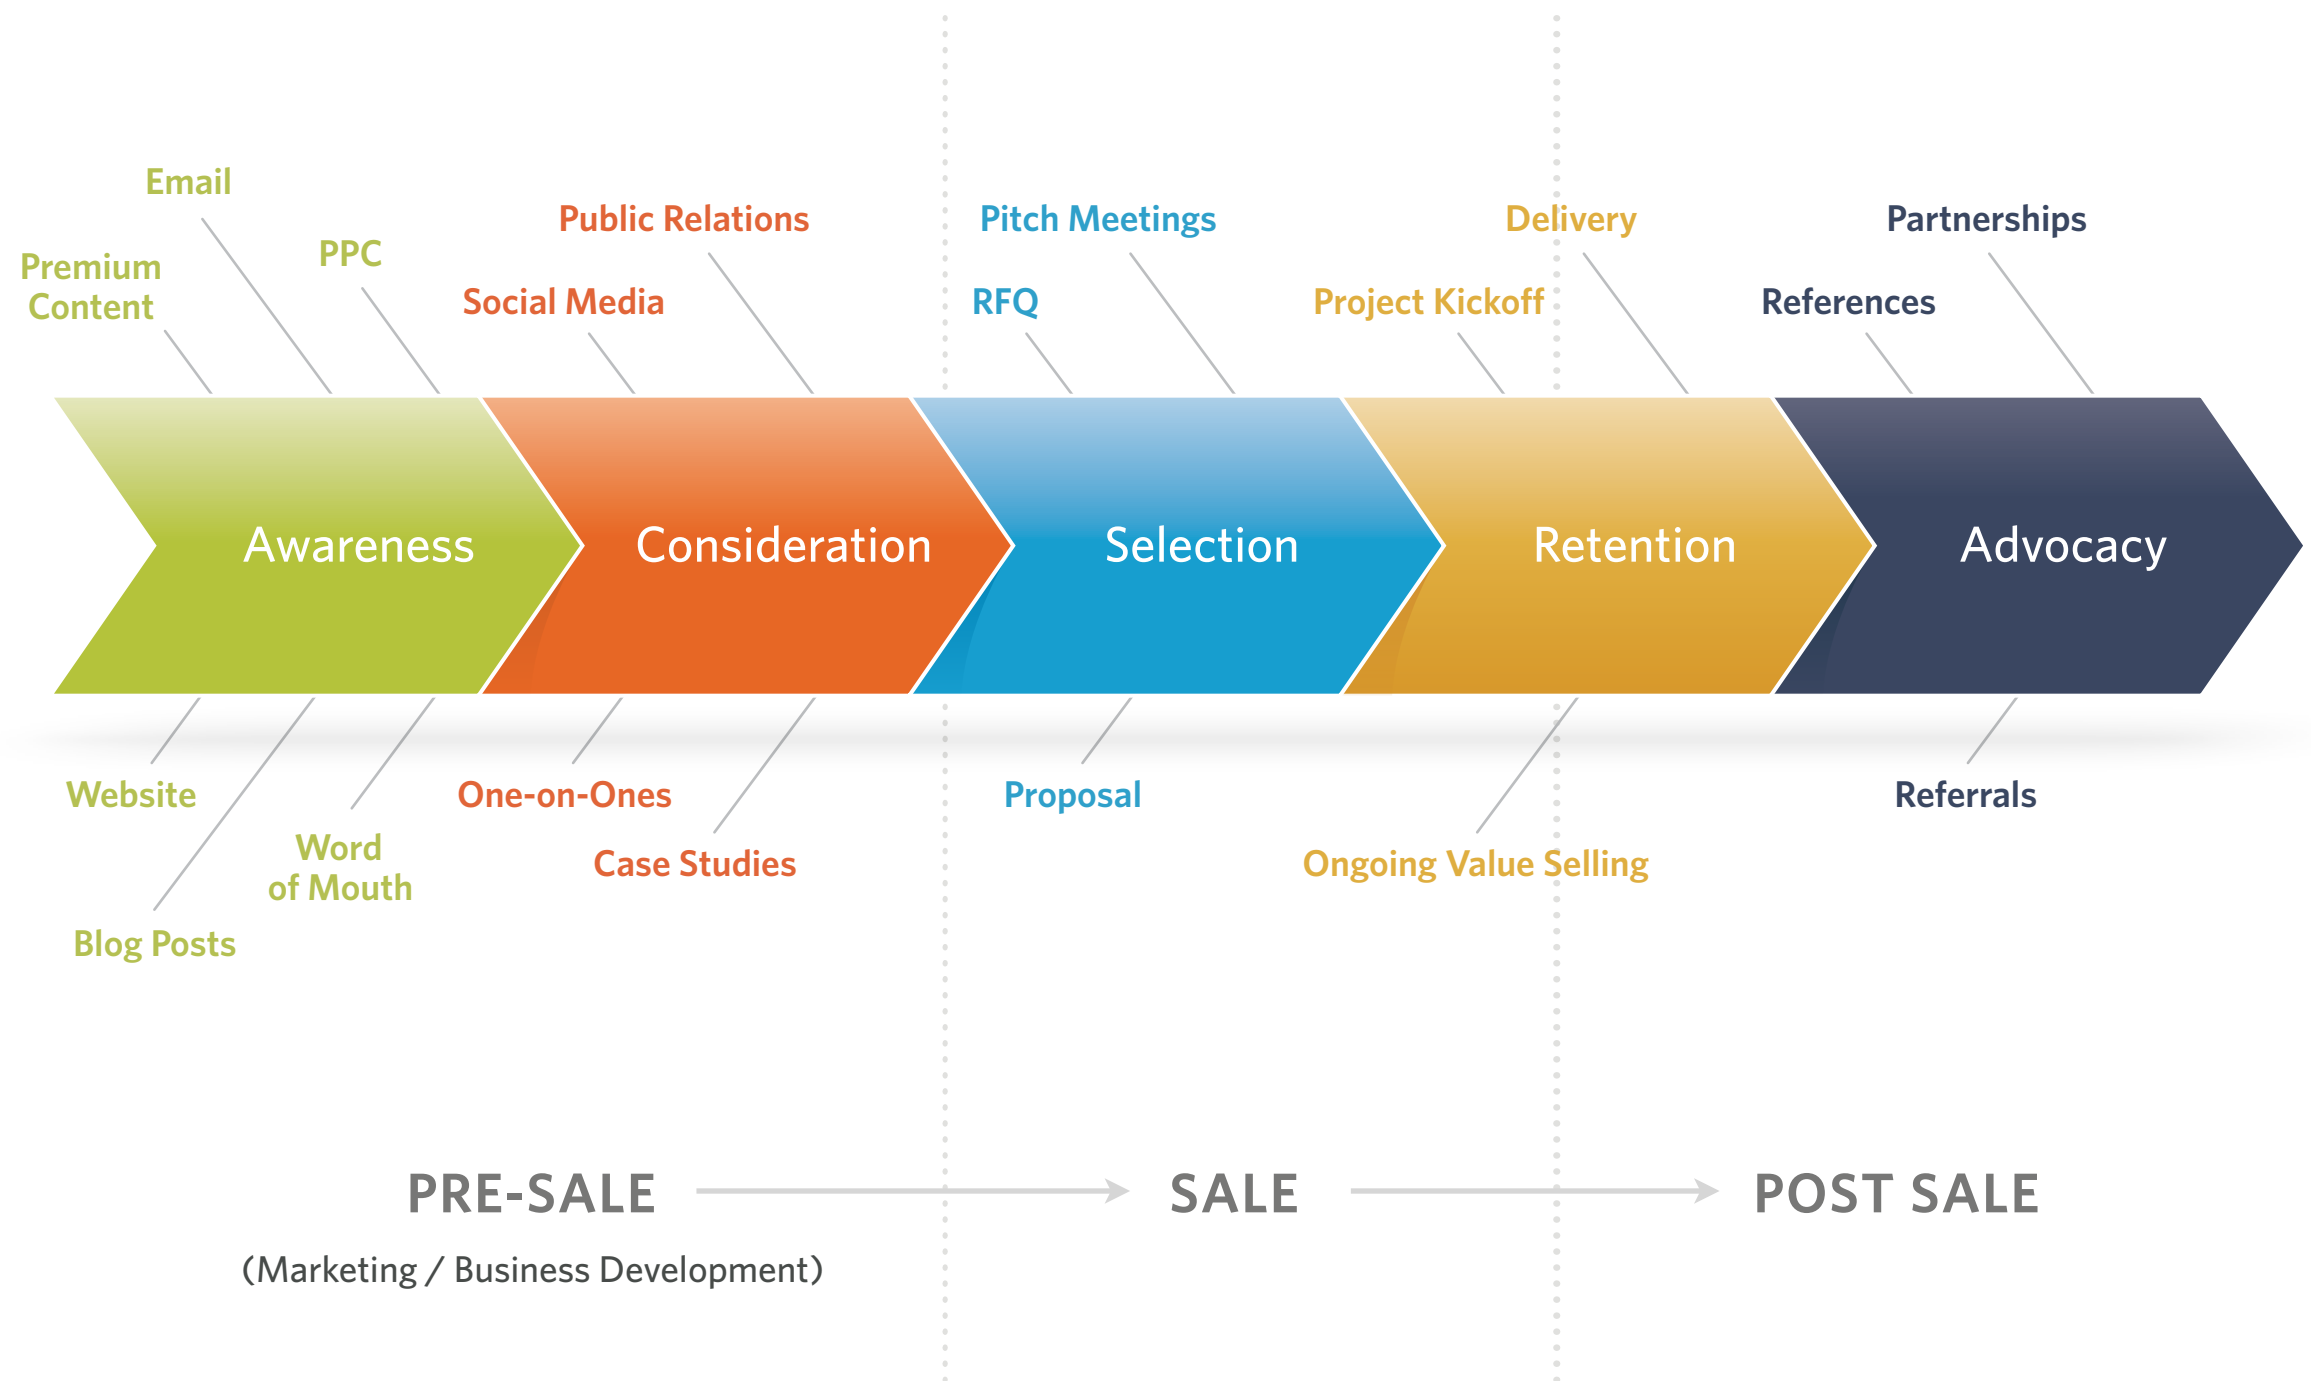 Email
Premium
Content
PPC
Public Relations
Social Media
Pitch Meetings
RFQ
Delivery
Project Kickoff
Partnerships
References
Awareness
Consideration
Selection
Retention
Advocacy
Website
Word
of Mouth
Blog Posts
One-on-Ones
Case Studies
Proposal
Ongoing Value Selling
Referrals
PRE-SALE
SALE
POST SALE
(Marketing / Business Development)